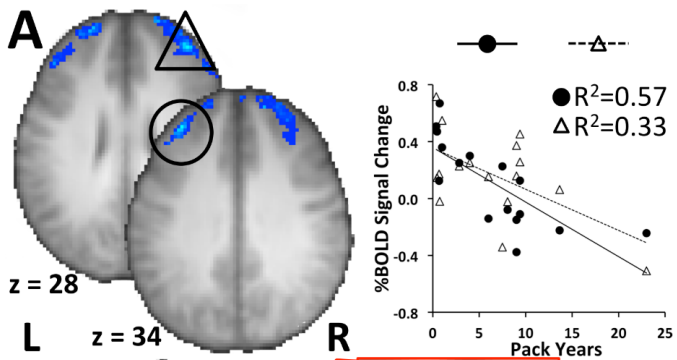 A
z = 28
L
z = 34
R
R²=0.57
R²=0.33
%BOLD Signal Change
0.8
0.4
0.0
-0.4
-0.8
0
5
10
15
20
25
Pack Years